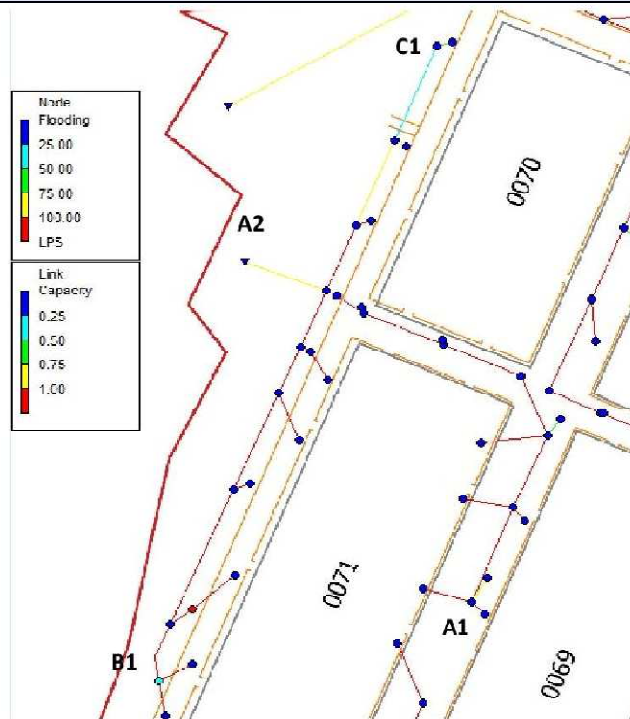 C1
Node
Flooding
25.00
50.00
75.00
100.00
LPS
0070
A2
Link
Capacity
0.25
0.50
0.75
1.00
0071
A1
B1
0069